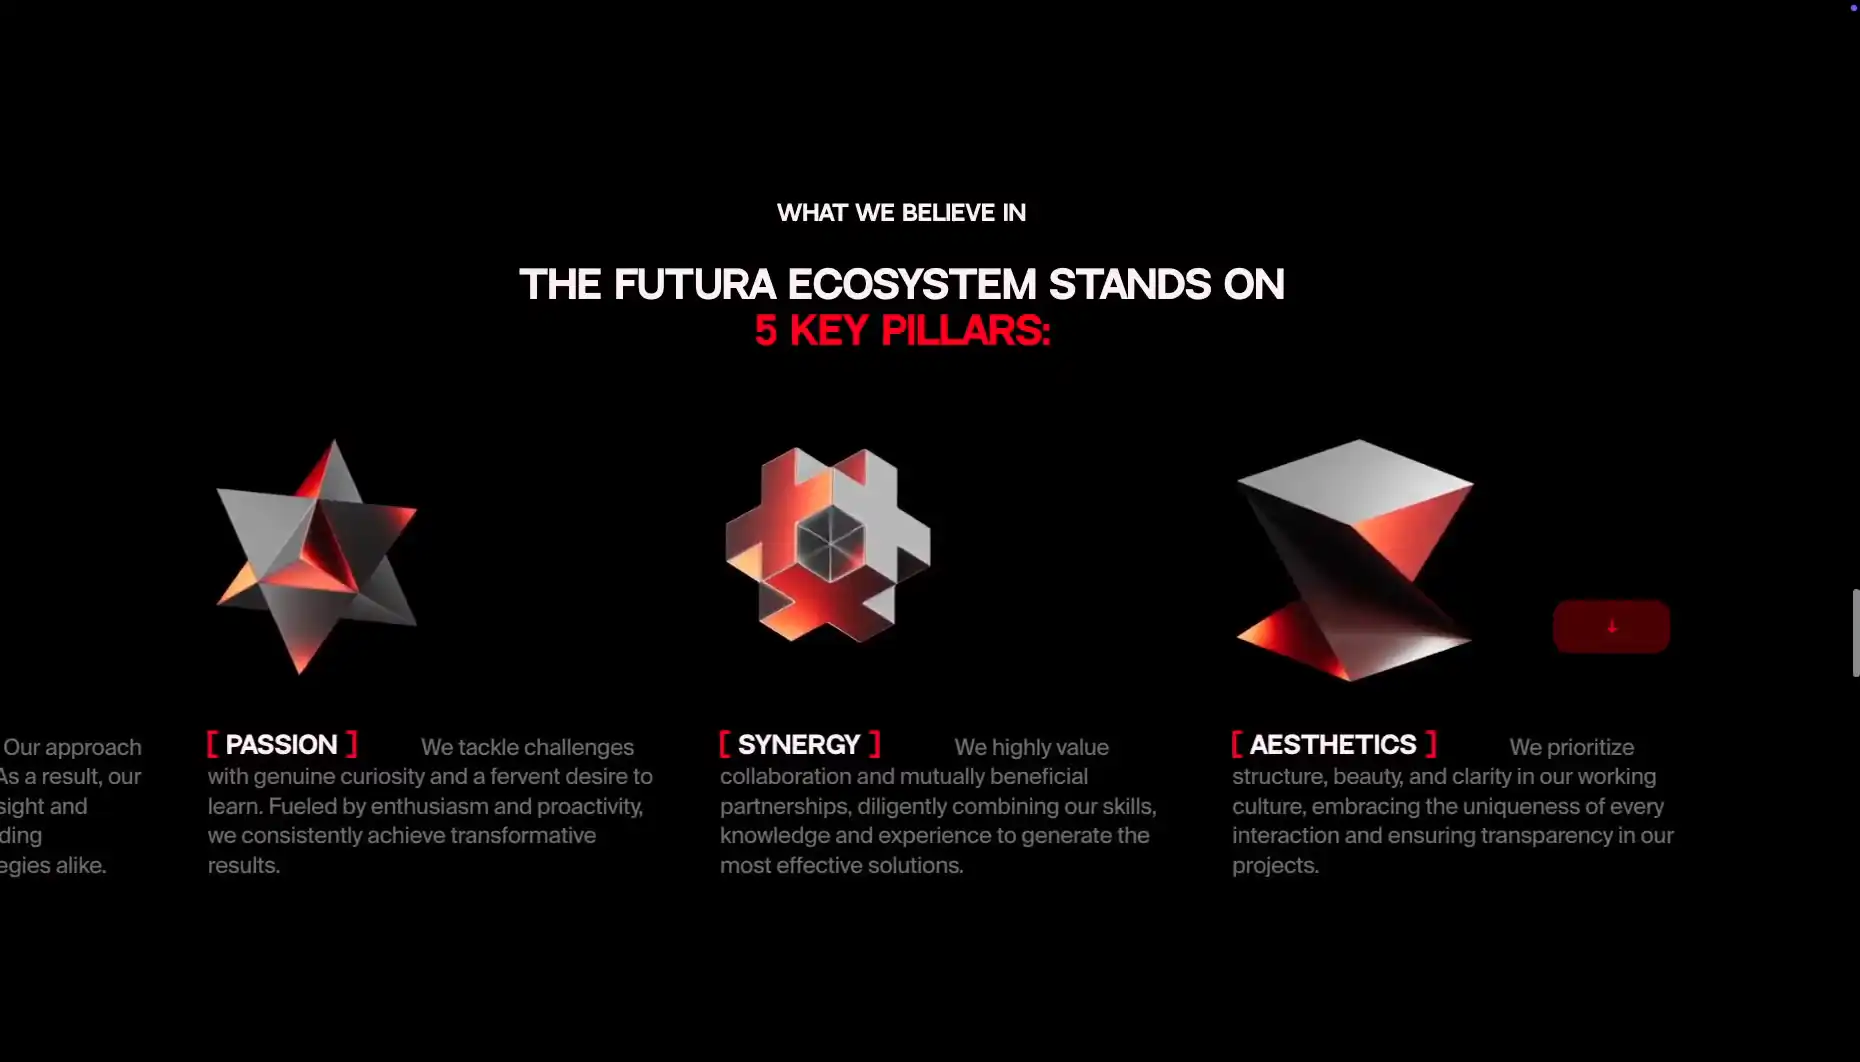 WHAT WE BELIEVE IN
THE FUTURA ECOSYSTEM STANDS ON
5 KEY PILLARS:
Our approach
As a result, our
sight and
ding
egies alike.
[ PASSION ] We tackle challenges
with genuine curiosity and a fervent desire to
learn. Fueled by enthusiasm and proactivity,
we consistently achieve transformative
results.
[ SYNERGY ] We highly value
collaboration and mutually beneficial
partnerships, diligently combining our skills,
knowledge and experience to generate the
most effective solutions.
[ AESTHETICS ] We prioritize
structure, beauty, and clarity in our working
culture, embracing the uniqueness of every
interaction and ensuring transparency in our
projects.